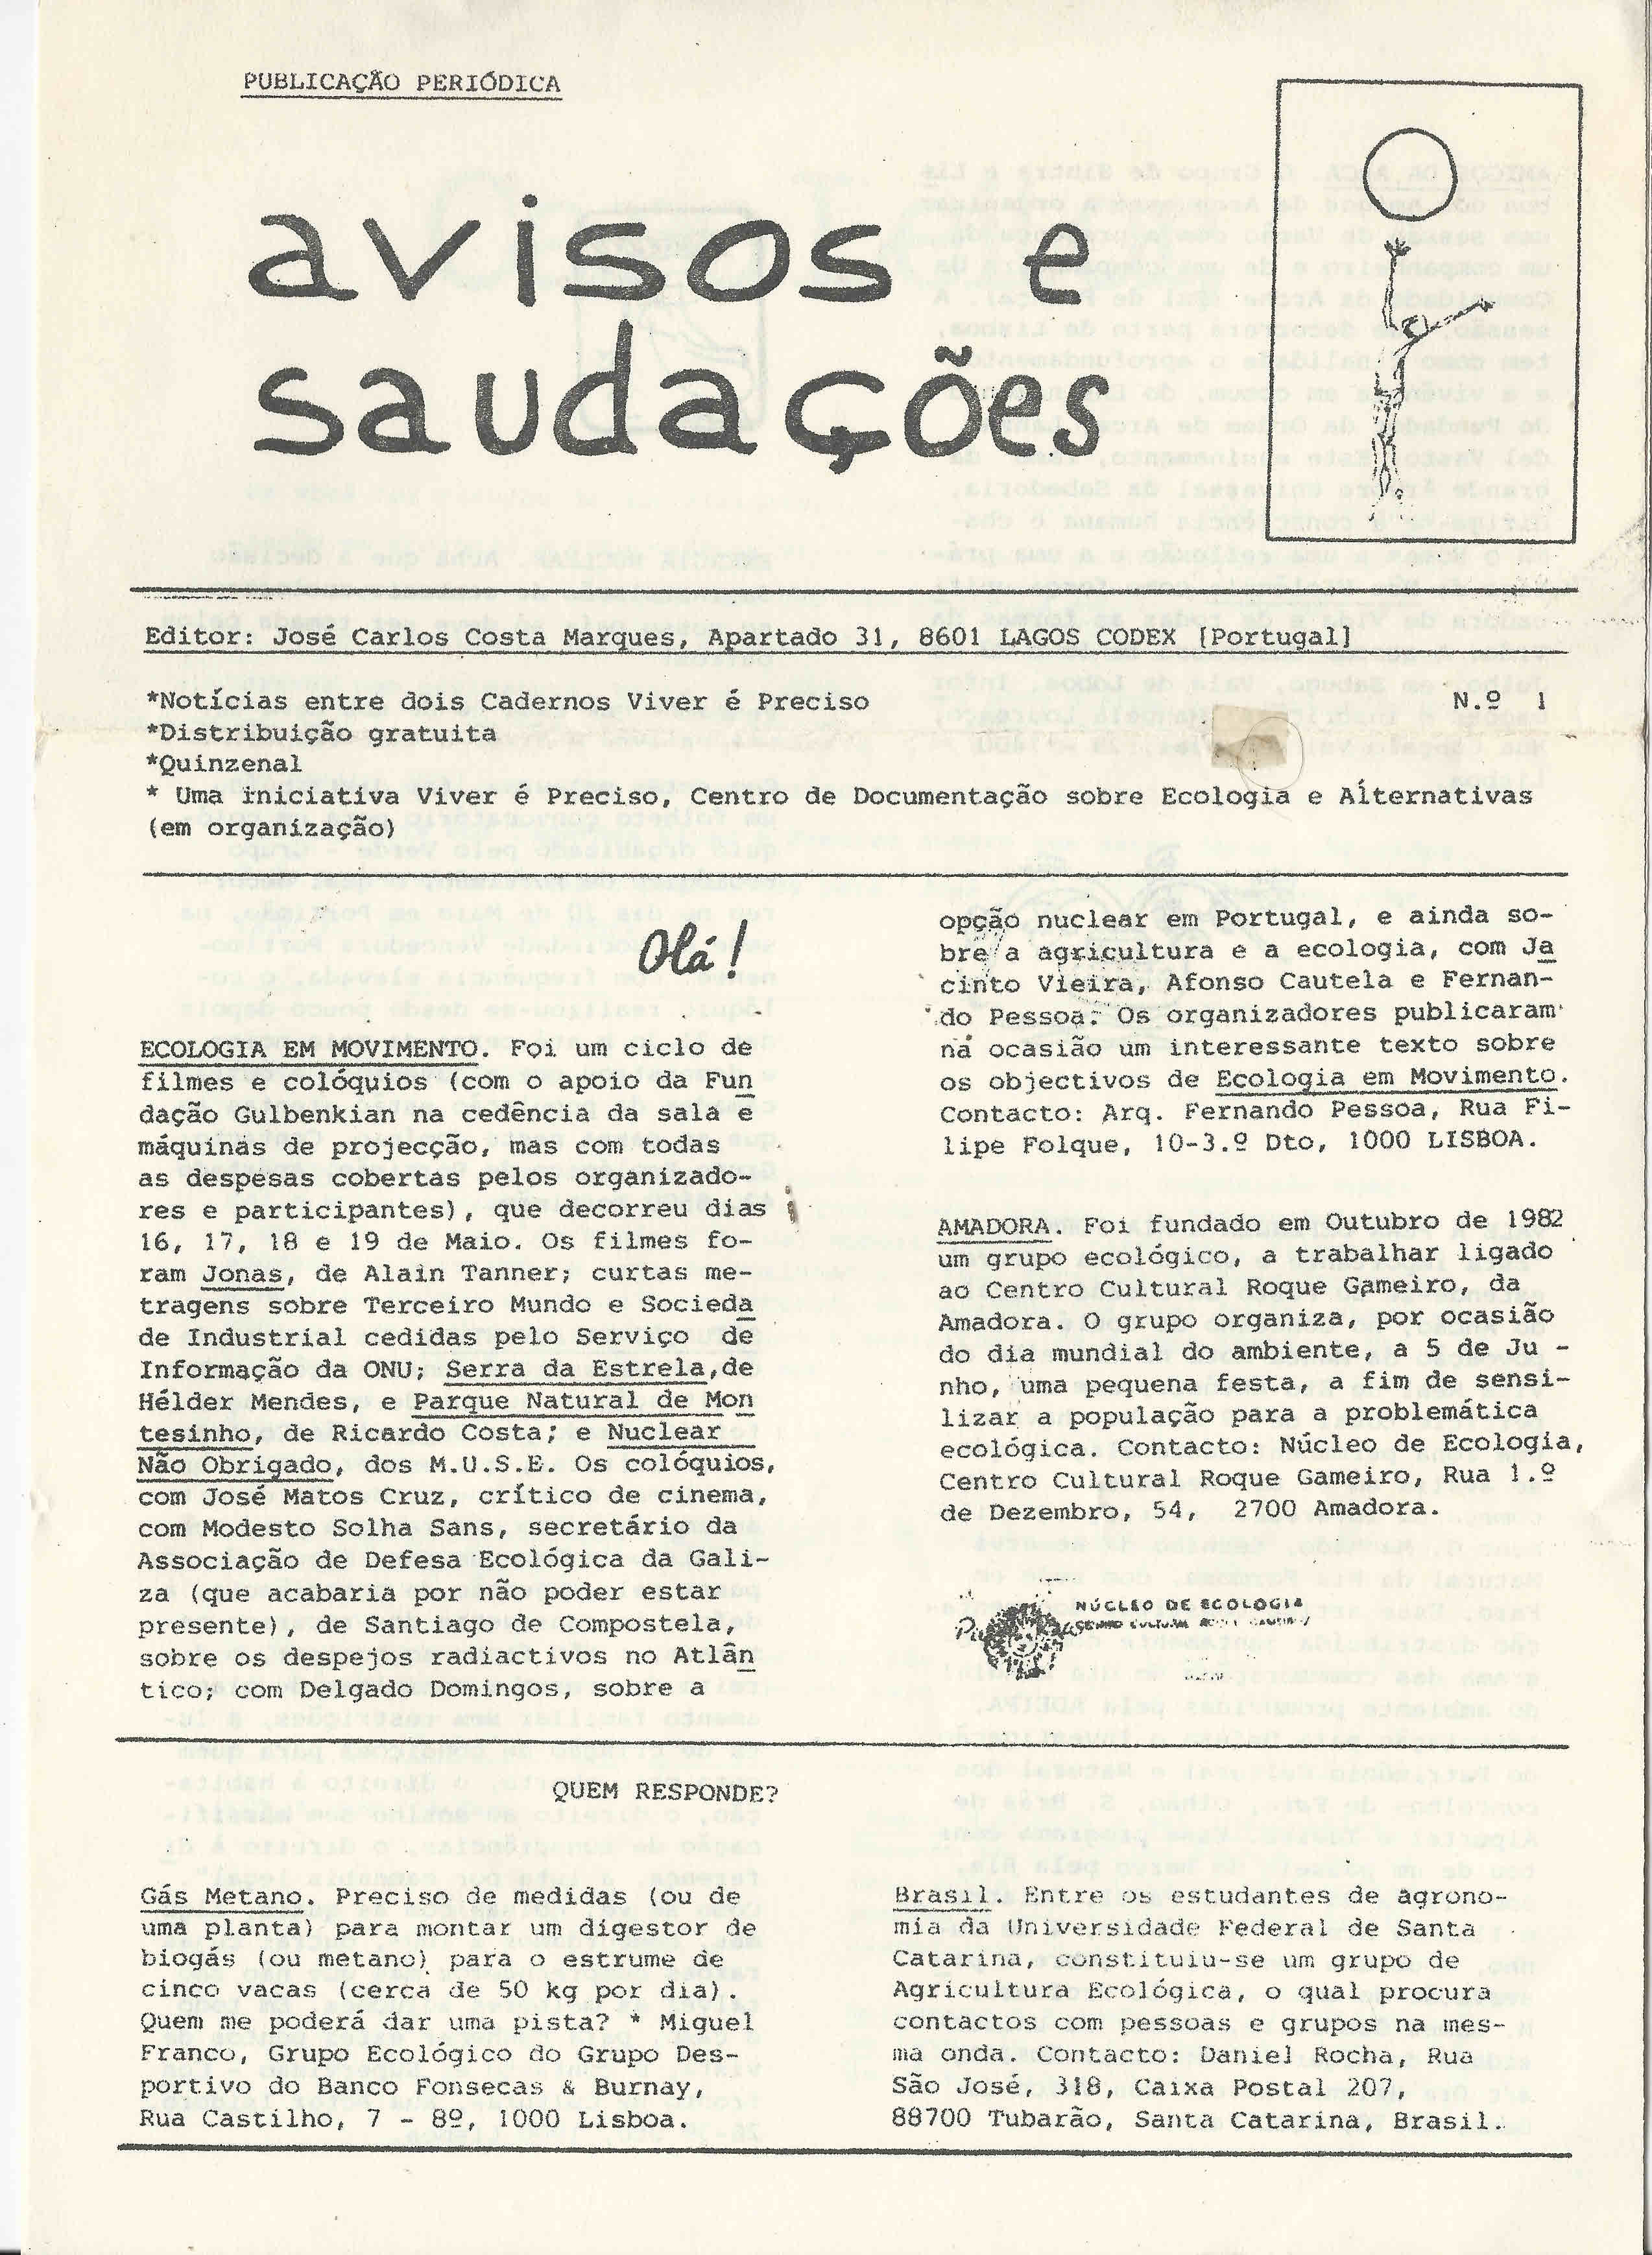 PUBLICAÇÃO PERIÓDICA
avisos e
saudações
Editor: José Carlos Costa Marques, Apartado 31, 8601 LAGOS CODEX [Portugal]
*Notícias entre dois Cadernos Viver é Preciso N.º 1
*Distribuição gratuita
*Quinzenal
* Uma iniciativa Viver é Preciso, Centro de Documentação sobre Ecologia e Alternativas
(em organização)
Olá!
ECOLOGIA EM MOVIMENTO. Foi um ciclo de
filmes e colóquios (com o apoio da Fun
dação Gulbenkian na cedência da sala e
máquinas de projecção, mas com todas
as despesas cobertas pelos organizado-
res e participantes), que decorreu dias
16, 17, 18 e 19 de Maio. Os filmes fo-
ram Jonas, de Alain Tanner; curtas me-
tragens sobre Terceiro Mundo e Socieda
de Industrial cedidas pelo Serviço de
Informação da ONU; Serra da Estrela,de
Hélder Mendes, e Parque Natural de Mon
tesinho, de Ricardo Costa; e Nuclear
Não Obrigado, dos M.U.S.E. Os colóquios,
com José Matos Cruz, crítico de cinema,
com Modesto Solha Sans, secretário da
Associação de Defesa Ecológica da Gali-
za (que acabaria por não poder estar
presente), de Santiago de Compostela,
sobre os despejos radiactivos no Atlân
tico; com Delgado Domingos, sobre a
opção nuclear em Portugal, e ainda so-
bre a agricultura e a ecologia, com Ja
cinto Vieira, Afonso Cautela e Fernan-
do Pessoa. Os organizadores publicaram
na ocasião um interessante texto sobre
os objectivos de Ecologia em Movimento.
Contacto: Arq. Fernando Pessoa, Rua Fi-
lipe Folque, 10-3.º Dto, 1000 LISBOA.
AMADORA. Foi fundado em Outubro de 1982
um grupo ecológico, a trabalhar ligado
ao Centro Cultural Roque Gameiro, da
Amadora. O grupo organiza, por ocasião
do dia mundial do ambiente, a 5 de Ju -
nho, uma pequena festa, a fim de sensi-
lizar a população para a problemática
ecológica. Contacto: Núcleo de Ecologia,
Centro Cultural Roque Gameiro, Rua 1.º
de Dezembro, 54, 2700 Amadora.
NÚCLEO DE ECOLOGIA
QUEM RESPONDE?
Gás Metano. Preciso de medidas (ou de
uma planta) para montar um digestor de
biogás (ou metano) para o estrume de
cinco vacas (cerca de 50 kg por dia).
Quem me poderá dar uma pista? * Miguel
Franco, Grupo Ecológico do Grupo Des-
portivo do Banco Fonsecas & Burnay,
Rua Castilho, 7 - 8º, 1000 Lisboa.
Brasil. Entre os estudantes de agrono-
mia da Universidade Federal de Santa
Catarina, constituiu-se um grupo de
Agricultura Ecológica, o qual procura
contactos com pessoas e grupos na mes-
ma onda. Contacto: Daniel Rocha, Rua
São José, 318, Caixa Postal 207,
88700 Tubarão, Santa Catarina, Brasil.